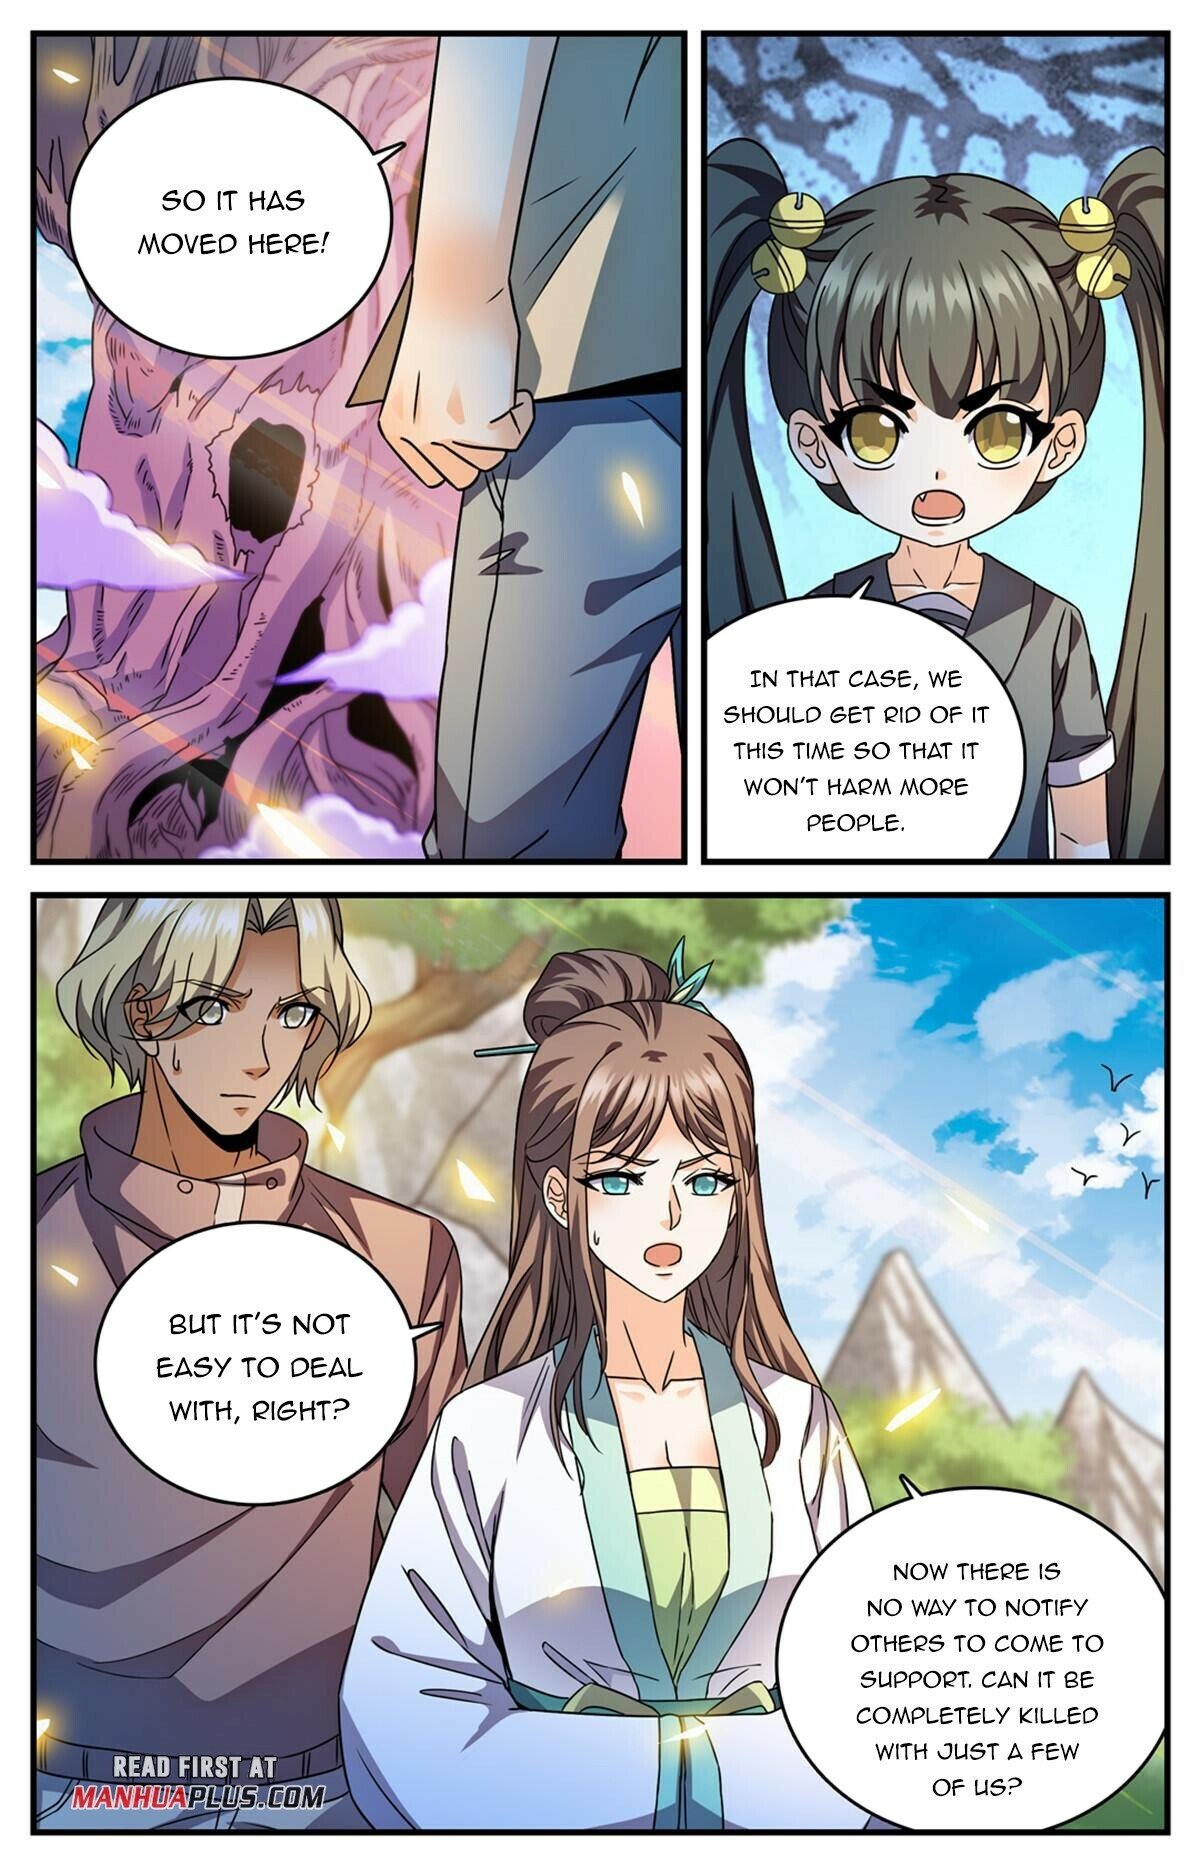 SO IT HAS
MOVED HERE!
IN THAT CASE, WE
SHOULD GET RID OF IT
THIS TIME SO THAT IT
WON'T HARM MORE
PEOPLE.
BUT IT'S NOT
EASY TO DEAL
WITH, RIGHT?
NOW THERE IS
NO WAY TO NOTIFY
OTHERS TO COME TO
SUPPORT. CAN IT BE
COMPLETELY KILLED
WITH JUST A FEW
OF US?
READ FIRST AT
MANHUAPLUS.COM